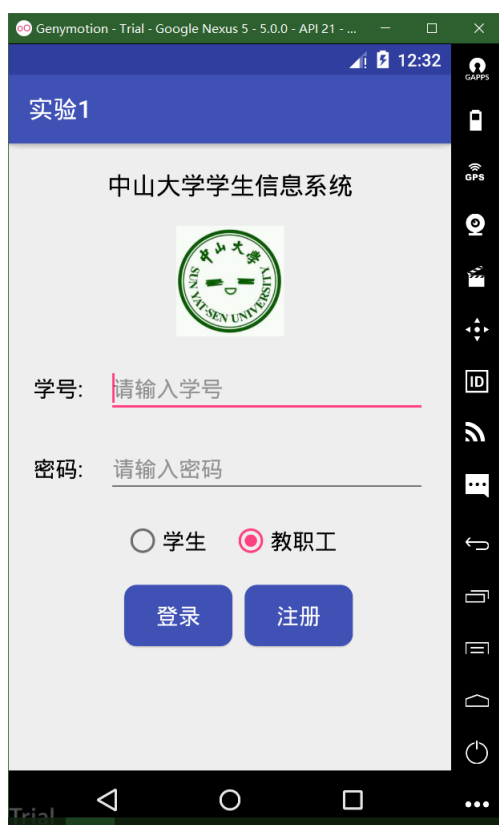 Genymotion - Trial - Google Nexus 5 - 5.0.0 - API 21 - ...
12:32
GAPPS
实验1
GPS
中山大学学生信息系统
中山大学
SUN YAT-SEN UNIVERSITY
ID
学号: 请输入学号
密码: 请输入密码
学生 教职工
登录 注册
Trial